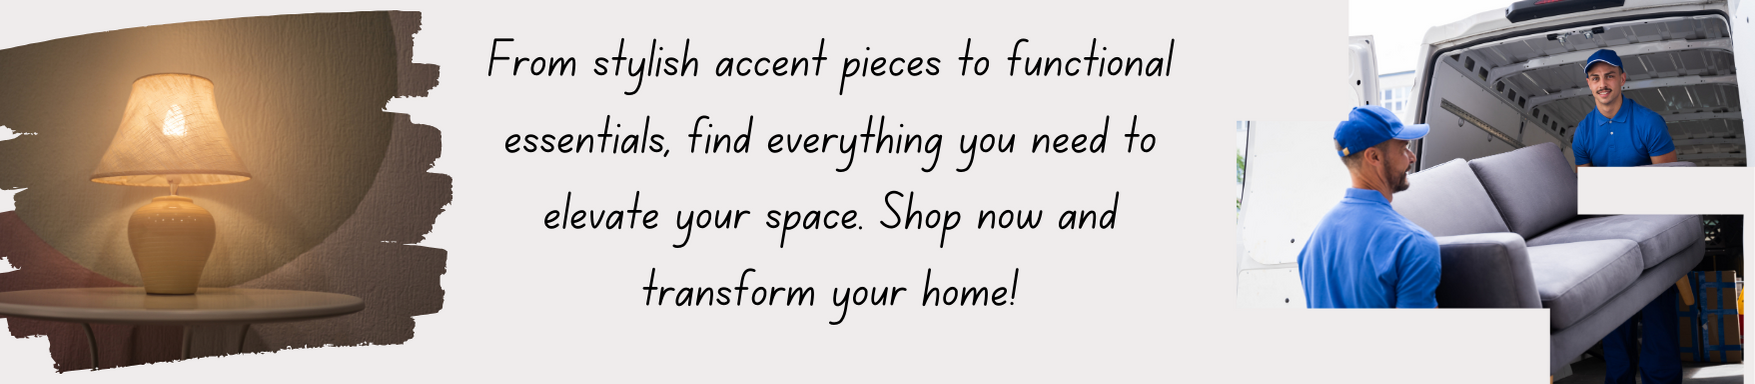 From stylish accent pieces to functional
essentials, find everything you need to
elevate your space. Shop now and
transform your home!